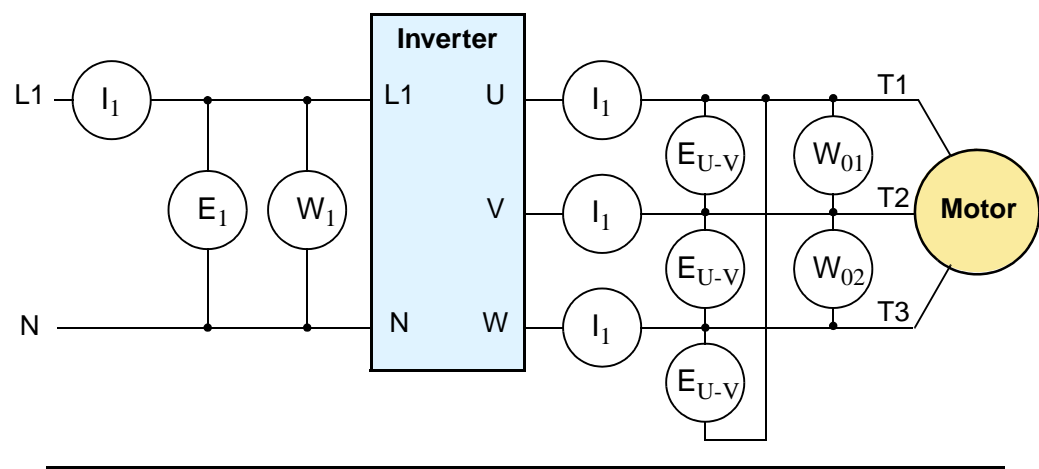 Inverter
L1
I1
L1
U
I1
T1
EU-V
W01
E1
W1
V
I1
T2
Motor
EU-V
W02
N
N
W
I1
T3
EU-V